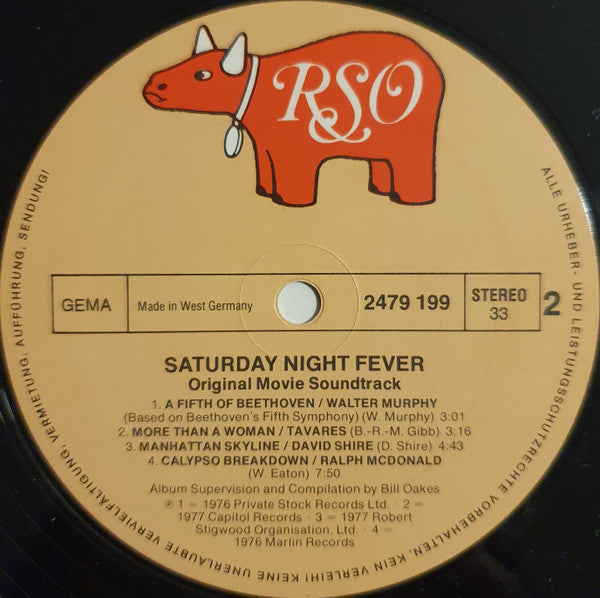 RSO
GEMA
Made in West Germany
2479 199
STEREO
33
2
SATURDAY NIGHT FEVER
Original Movie Soundtrack
1. A FIFTH OF BEETHOVEN / WALTER MURPHY
(Based on Beethoven's Fifth Symphony) (W. Murphy) 3:01
2. MORE THAN A WOMAN / TAVARES (B.-R.-M. Gibb) 3:16
3. MANHATTAN SKYLINE / DAVID SHIRE (D. Shire) 4:43
4. CALYPSO BREAKDOWN / RALPH MCDONALD
(W. Eaton) 7:50
Album Supervision and Compilation by Bill Oakes
℗ 1 = 1976 Private Stock Records Ltd. · 2 =
1977 Capitol Records · 3 = 1977 Robert
Stigwood Organisation, Ltd. · 4 =
1976 Marlin Records
ALLE URHEBER- UND LEISTUNGSSCHUTZRECHTE VORBEHALTEN. KEIN VERLEIH! KEINE UNERLAUBTE VERVIELFÄLTIGUNG, VERMIETUNG, AUFFÜHRUNG, SENDUNG!